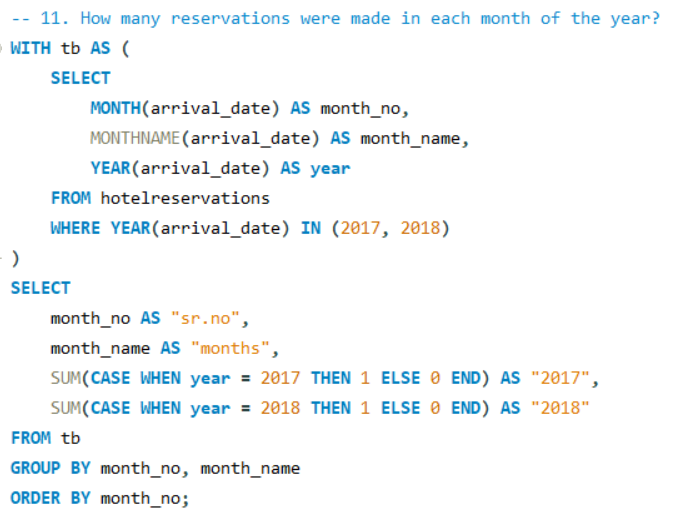 -- 11. How many reservations were made in each month of the year?
WITH tb AS (
    SELECT
        MONTH(arrival_date) AS month_no,
        MONTHNAME(arrival_date) AS month_name,
        YEAR(arrival_date) AS year
    FROM hotelreservations
    WHERE YEAR(arrival_date) IN (2017, 2018)
)
SELECT
    month_no AS "sr.no",
    month_name AS "months",
    SUM(CASE WHEN year = 2017 THEN 1 ELSE 0 END) AS "2017",
    SUM(CASE WHEN year = 2018 THEN 1 ELSE 0 END) AS "2018"
FROM tb
GROUP BY month_no, month_name
ORDER BY month_no;